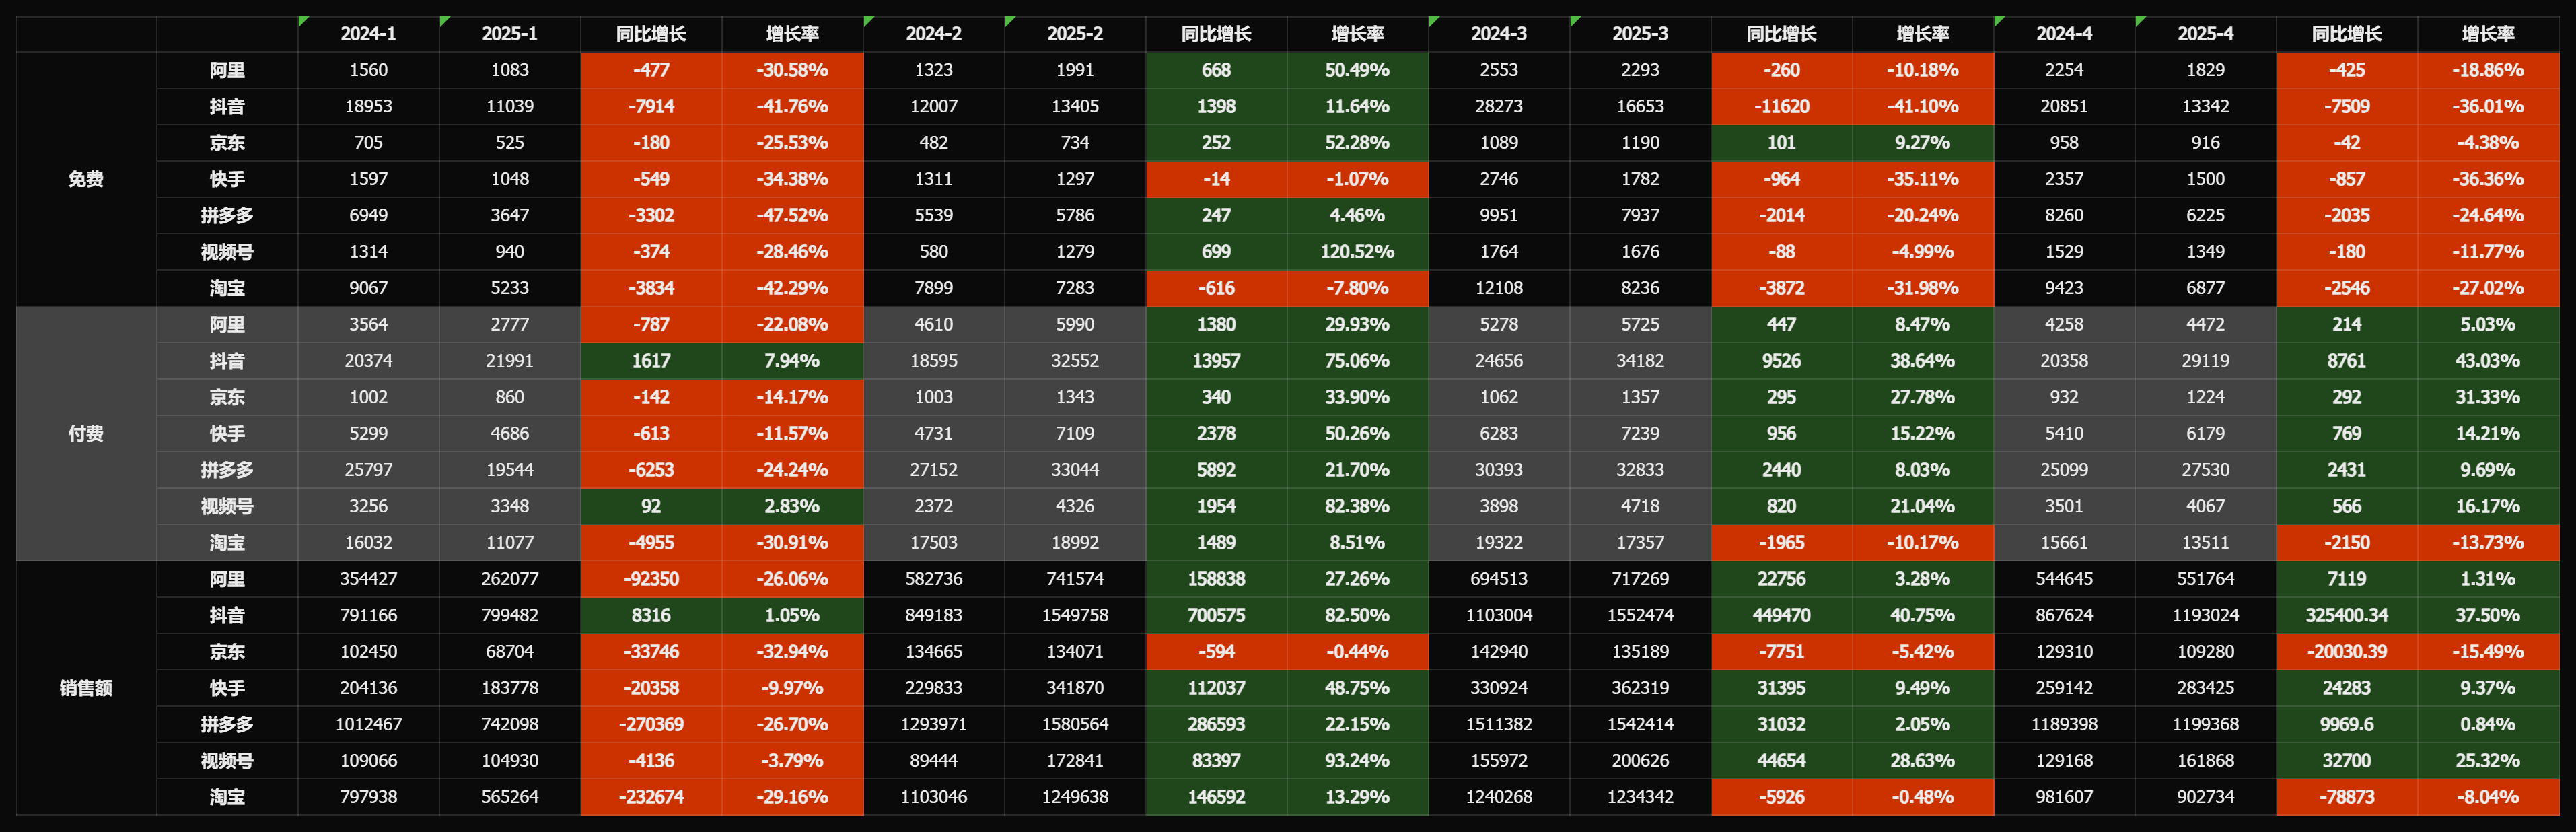 2024-1 2025-1 同比增长 增长率 2024-2 2025-2 同比增长 增长率 2024-3 2025-3 同比增长 增长率 2024-4 2025-4 同比增长 增长率
免费 阿里 1560 1083 -477 -30.58% 1323 1991 668 50.49% 2553 2293 -260 -10.18% 2254 1829 -425 -18.86%
抖音 18953 11039 -7914 -41.76% 12007 13405 1398 11.64% 28273 16653 -11620 -41.10% 20851 13342 -7509 -36.01%
京东 705 525 -180 -25.53% 482 734 252 52.28% 1089 1190 101 9.27% 958 916 -42 -4.38%
快手 1597 1048 -549 -34.38% 1311 1297 -14 -1.07% 2746 1782 -964 -35.11% 2357 1500 -857 -36.36%
拼多多 6949 3647 -3302 -47.52% 5539 5786 247 4.46% 9951 7937 -2014 -20.24% 8260 6225 -2035 -24.64%
视频号 1314 940 -374 -28.46% 580 1279 699 120.52% 1764 1676 -88 -4.99% 1529 1349 -180 -11.77%
淘宝 9067 5233 -3834 -42.29% 7899 7283 -616 -7.80% 12108 8236 -3872 -31.98% 9423 6877 -2546 -27.02%
付费 阿里 3564 2777 -787 -22.08% 4610 5990 1380 29.93% 5278 5725 447 8.47% 4258 4472 214 5.03%
抖音 20374 21991 1617 7.94% 18595 32552 13957 75.06% 24656 34182 9526 38.64% 20358 29119 8761 43.03%
京东 1002 860 -142 -14.17% 1003 1343 340 33.90% 1062 1357 295 27.78% 932 1224 292 31.33%
快手 5299 4686 -613 -11.57% 4731 7109 2378 50.26% 6283 7239 956 15.22% 5410 6179 769 14.21%
拼多多 25797 19544 -6253 -24.24% 27152 33044 5892 21.70% 30393 32833 2440 8.03% 25099 27530 2431 9.69%
视频号 3256 3348 92 2.83% 2372 4326 1954 82.38% 3898 4718 820 21.04% 3501 4067 566 16.17%
淘宝 16032 11077 -4955 -30.91% 17503 18992 1489 8.51% 19322 17357 -1965 -10.17% 15661 13511 -2150 -13.73%
销售额 阿里 354427 262077 -92350 -26.06% 582736 741574 158838 27.26% 694513 717269 22756 3.28% 544645 551764 7119 1.31%
抖音 791166 799482 8316 1.05% 849183 1549758 700575 82.50% 1103004 1552474 449470 40.75% 867624 1193024 325400.34 37.50%
京东 102450 68704 -33746 -32.94% 134665 134071 -594 -0.44% 142940 135189 -7751 -5.42% 129310 109280 -20030.39 -15.49%
快手 204136 183778 -20358 -9.97% 229833 341870 112037 48.75% 330924 362319 31395 9.49% 259142 283425 24283 9.37%
拼多多 1012467 742098 -270369 -26.70% 1293971 1580564 286593 22.15% 1511382 1542414 31032 2.05% 1189398 1199368 9969.6 0.84%
视频号 109066 104930 -4136 -3.79% 89444 172841 83397 93.24% 155972 200626 44654 28.63% 129168 161868 32700 25.32%
淘宝 797938 565264 -232674 -29.16% 1103046 1249638 146592 13.29% 1240268 1234342 -5926 -0.48% 981607 902734 -78873 -8.04%